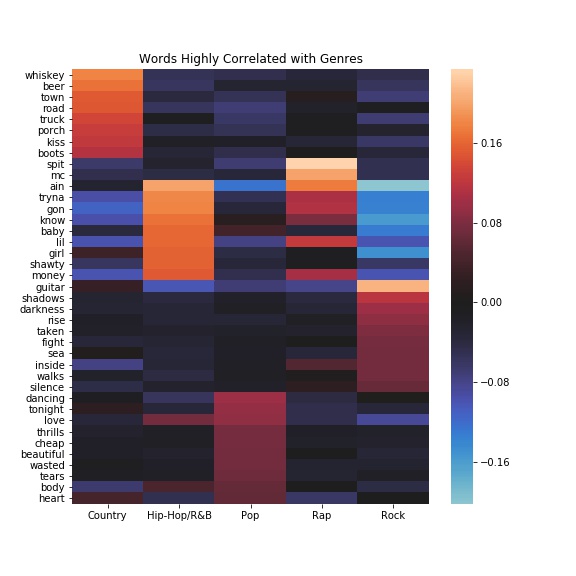 Words Highly Correlated with Genres
whiskey
beer
town
road
truck
porch
kiss
boots
spit
mc
ain
tryna
gon
know
baby
lil
girl
shawty
money
guitar
shadows
darkness
rise
taken
fight
sea
inside
walks
silence
dancing
tonight
love
thrills
cheap
beautiful
wasted
tears
body
heart
Country Hip-Hop/R&B Pop Rap Rock
0.16
0.08
0.00
−0.08
−0.16